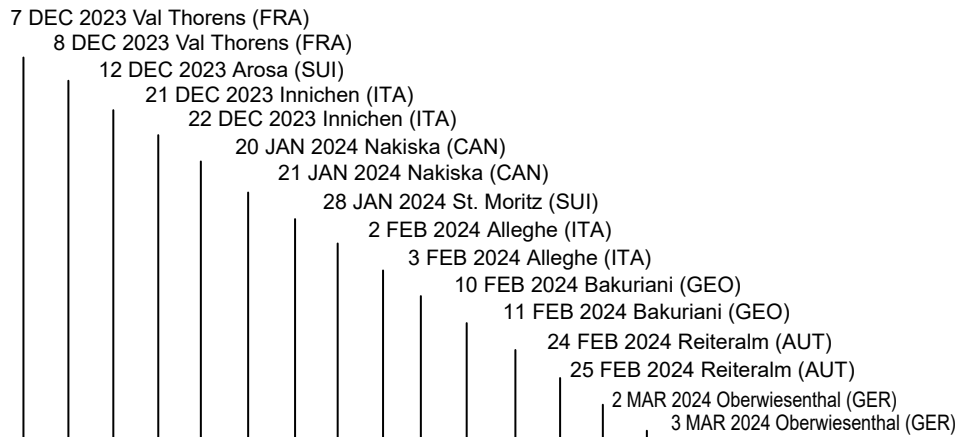 7 DEC 2023 Val Thorens (FRA)
8 DEC 2023 Val Thorens (FRA)
12 DEC 2023 Arosa (SUI)
21 DEC 2023 Innichen (ITA)
22 DEC 2023 Innichen (ITA)
20 JAN 2024 Nakiska (CAN)
21 JAN 2024 Nakiska (CAN)
28 JAN 2024 St. Moritz (SUI)
2 FEB 2024 Alleghe (ITA)
3 FEB 2024 Alleghe (ITA)
10 FEB 2024 Bakuriani (GEO)
11 FEB 2024 Bakuriani (GEO)
24 FEB 2024 Reiteralm (AUT)
25 FEB 2024 Reiteralm (AUT)
2 MAR 2024 Oberwiesenthal (GER)
3 MAR 2024 Oberwiesenthal (GER)